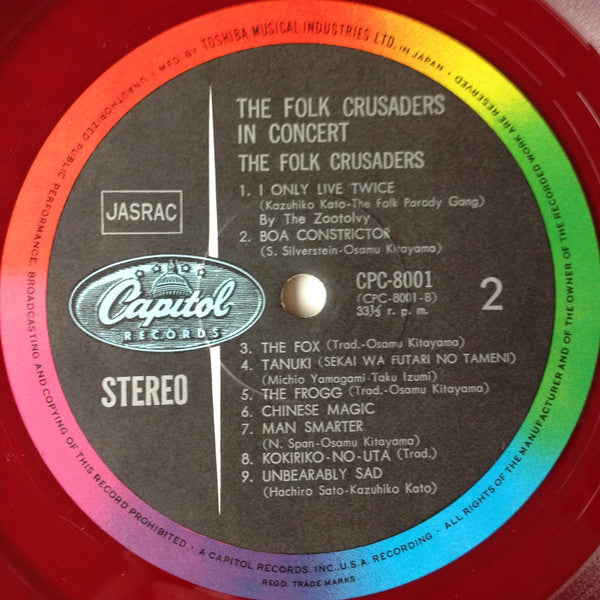 MFD. BY TOSHIBA MUSICAL INDUSTRIES LTD. IN JAPAN. • ALL RIGHTS OF THE MANUFACTURER AND OF THE OWNER OF THE RECORDED WORK ARE RESERVED
UNAUTHORIZED PUBLIC PERFORMANCE, BROADCASTING AND COPYING OF THIS RECORD PROHIBITED • A CAPITOL RECORDS, INC., U.S.A. RECORDING.
REGD. TRADE MARKS
THE FOLK CRUSADERS
IN CONCERT
THE FOLK CRUSADERS
JASRAC
1. I ONLY LIVE TWICE
(Kazuhiko Kato-The Folk Parody Gang)
By The Zootolvy
2. BOA CONSTRICTOR
(S. Silverstein-Osamu Kitayama)
Capitol
RECORDS
CPC-8001
(CPC-8001-B)
33⅓ r. p. m.
2
STEREO
3. THE FOX (Trad.-Osamu Kitayama)
4. TANUKI (SEKAI WA FUTARI NO TAMENI)
(Michio Yamagami-Taku Izumi)
5. THE FROGG (Trad.-Osamu Kitayama)
6. CHINESE MAGIC
7. MAN SMARTER
(N. Span-Osamu Kitayama)
8. KOKIRIKO-NO-UTA (Trad.)
9. UNBEARABLY SAD
(Hachiro Sato-Kazuhiko Kato)